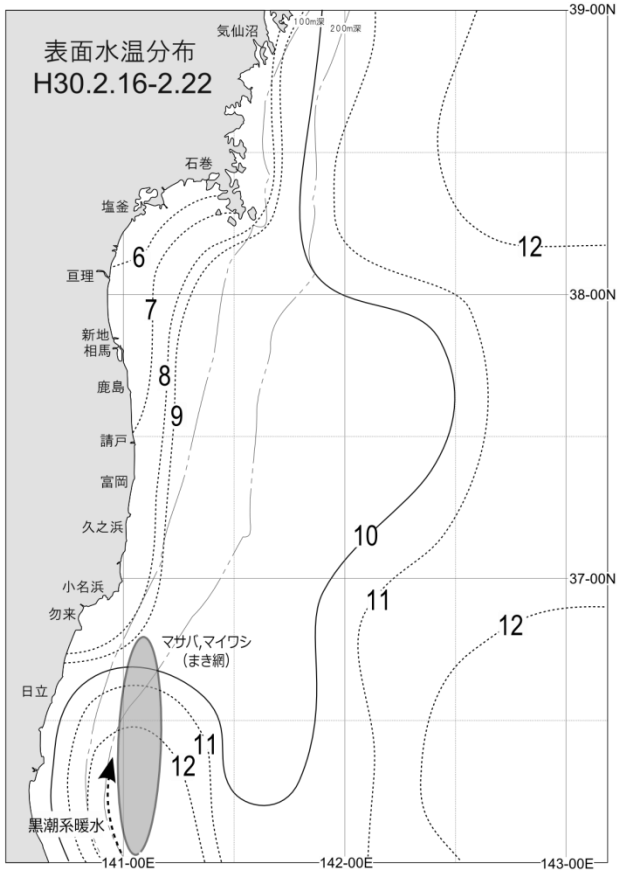 39-00N
気仙沼
100m深
200m深
表面水温分布
H30.2.16-2.22
石巻
塩釜
12
6
亘理
38-00N
7
新地
相馬
8
鹿島
9
請戸
富岡
久之浜
10
37-00N
小名浜
11
勿来
12
マサバ,マイワシ
(まき網)
日立
11
12
黒潮系暖水
141-00E
142-00E
143-00E